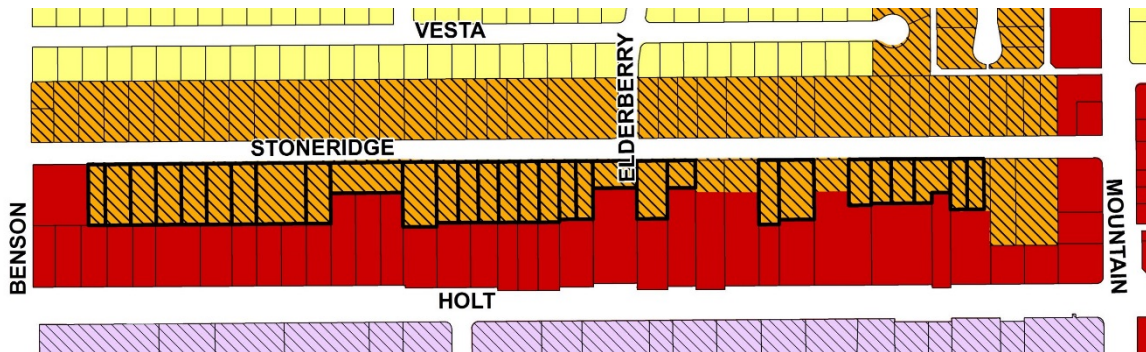 VESTA
ELDERBERRY
STONERIDGE
BENSON
MOUNTAIN
HOLT